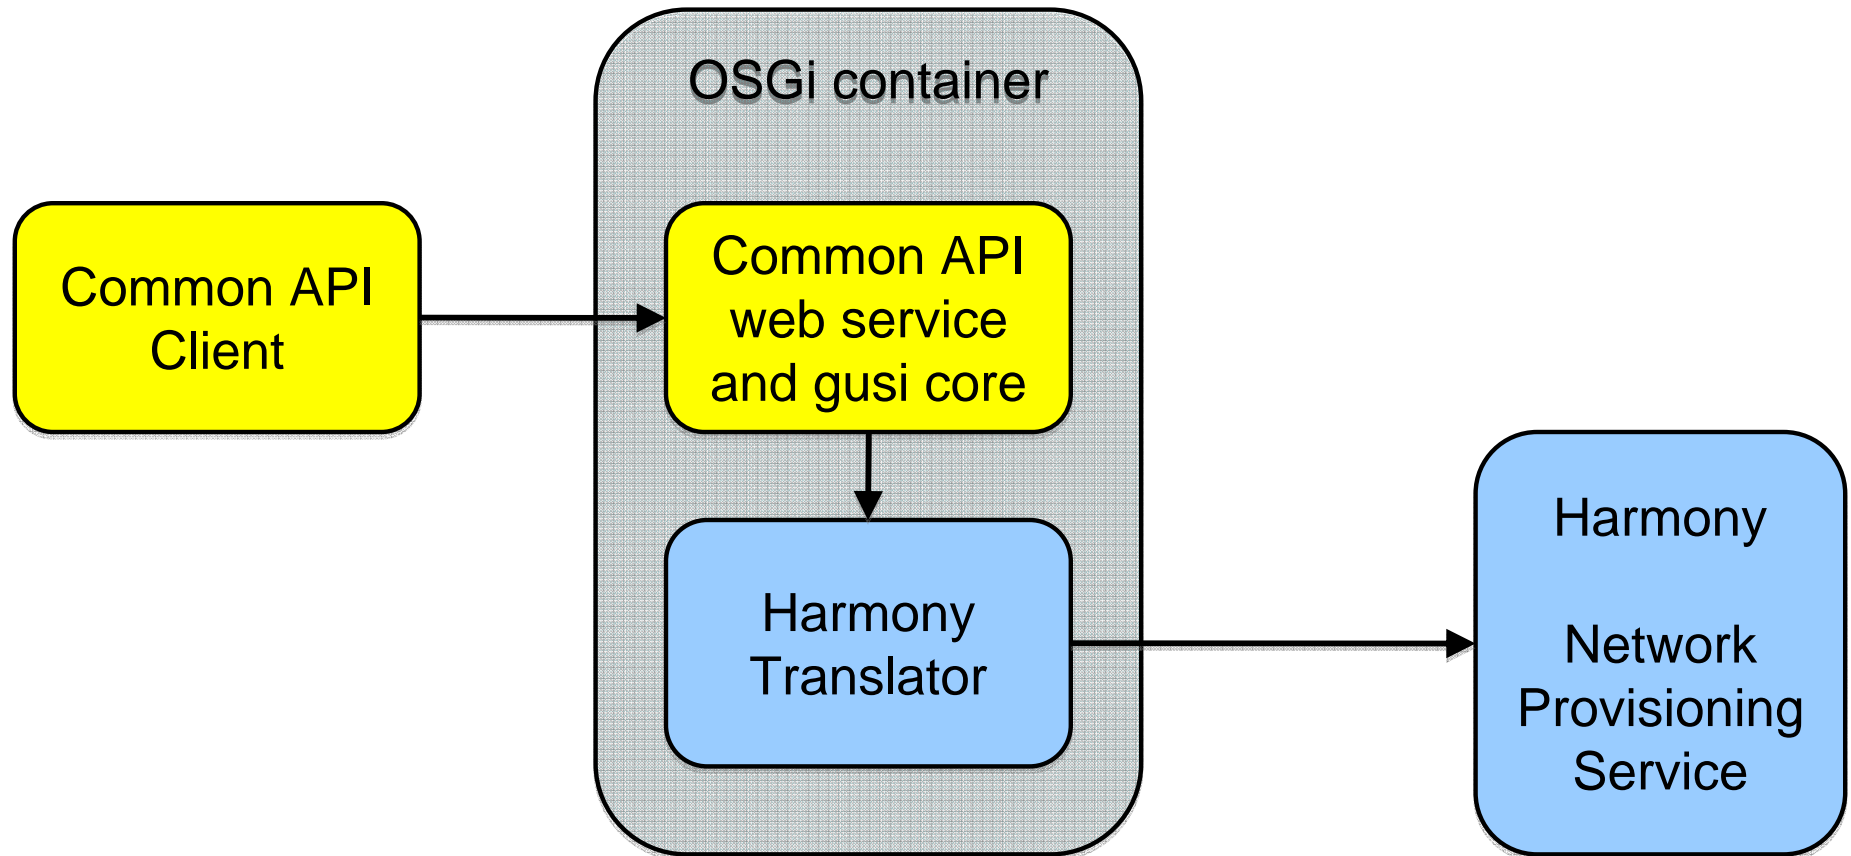 OSGi container
Common API
Client
Common API
web service
and gusi core
Harmony
Translator
Harmony
Network
Provisioning
Service